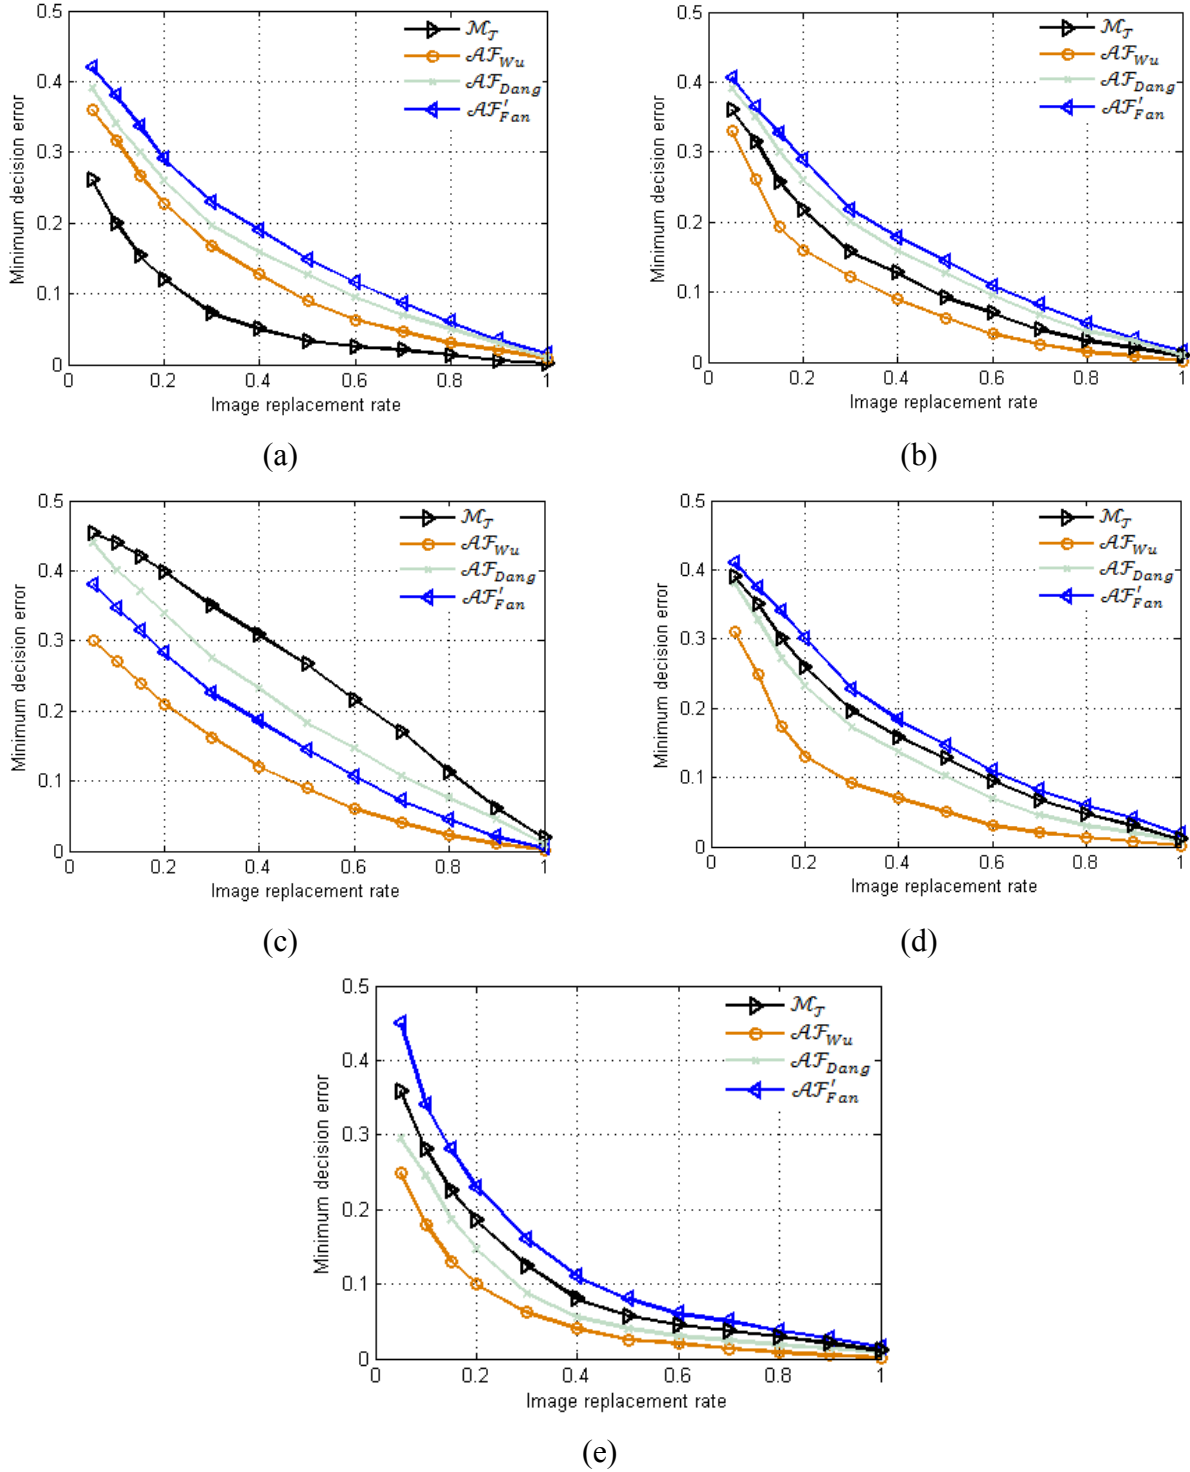 0.5
0.4
0.3
0.2
0.1
0
0 0.2 0.4 0.6 0.8 1
Minimum decision error
Image replacement rate
ℳ_𝒯
𝒜ℱ_Wu
𝒜ℱ_Dang
𝒜ℱ'_Fan
(a)
0.5
0.4
0.3
0.2
0.1
0
0 0.2 0.4 0.6 0.8 1
Minimum decision error
Image replacement rate
ℳ_𝒯
𝒜ℱ_Wu
𝒜ℱ_Dang
𝒜ℱ'_Fan
(b)
0.5
0.4
0.3
0.2
0.1
0
0 0.2 0.4 0.6 0.8 1
Minimum decision error
Image replacement rate
ℳ_𝒯
𝒜ℱ_Wu
𝒜ℱ_Dang
𝒜ℱ'_Fan
(c)
0.5
0.4
0.3
0.2
0.1
0
0 0.2 0.4 0.6 0.8 1
Minimum decision error
Image replacement rate
ℳ_𝒯
𝒜ℱ_Wu
𝒜ℱ_Dang
𝒜ℱ'_Fan
(d)
0.5
0.4
0.3
0.2
0.1
0
0 0.2 0.4 0.6 0.8 1
Minimum decision error
Image replacement rate
ℳ_𝒯
𝒜ℱ_Wu
𝒜ℱ_Dang
𝒜ℱ'_Fan
(e)